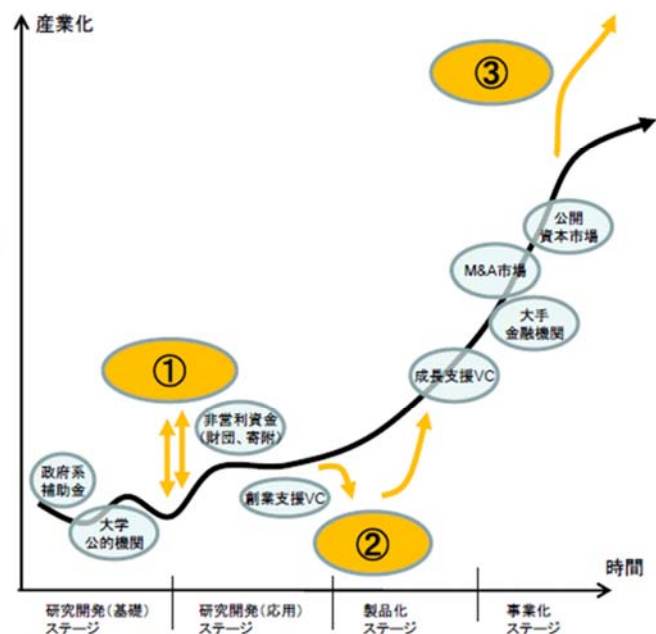 産業化
③
公開
資本市場
M&A市場
大手
金融機関
①
成長支援VC
非営利資金
(財団、寄附)
政府系
補助金
創業支援VC
大学
公的機関
②
時間
研究開発(基礎)
ステージ
研究開発(応用)
ステージ
製品化
ステージ
事業化
ステージ